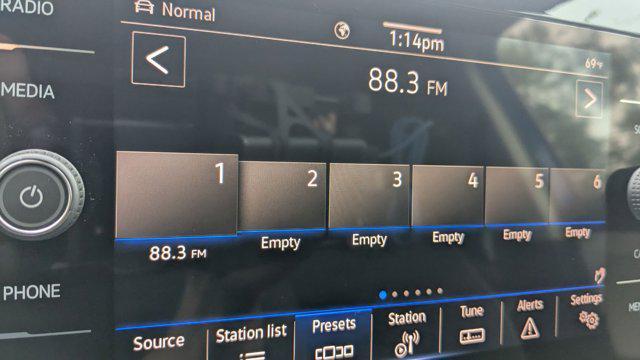 RADIO
Normal
1:14pm
69°F
MEDIA
88.3 FM
1 2 3 4 5 6
88.3 FM Empty Empty Empty Empty Empty
PHONE
Source Station list Presets Station Tune Alerts Settings